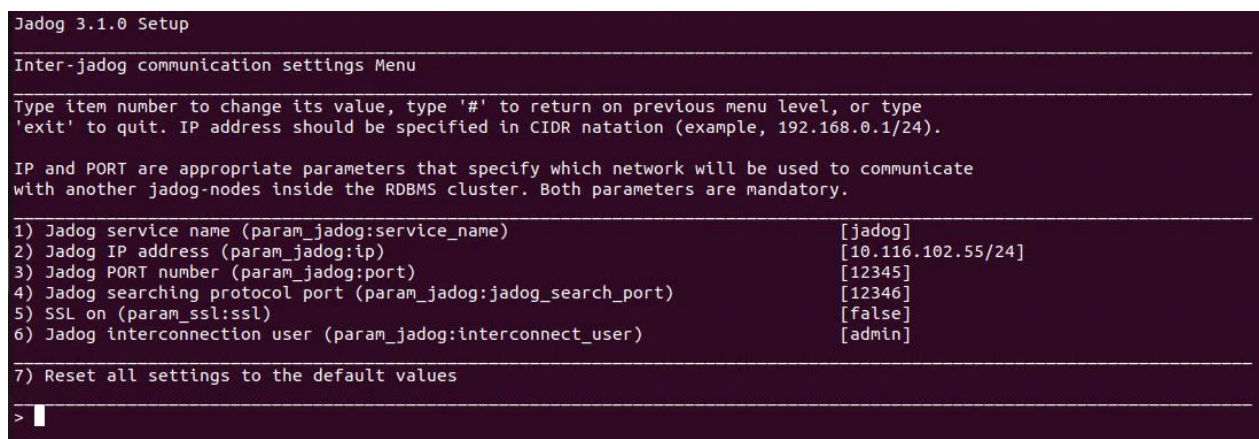 Jadog 3.1.0 Setup
Inter-jadog communication settings Menu
Type item number to change its value, type '#' to return on previous menu level, or type
'exit' to quit. IP address should be specified in CIDR natation (example, 192.168.0.1/24).
IP and PORT are appropriate parameters that specify which network will be used to communicate
with another jadog-nodes inside the RDBMS cluster. Both parameters are mandatory.
1) Jadog service name (param_jadog:service_name) [jadog]
2) Jadog IP address (param_jadog:ip) [10.116.102.55/24]
3) Jadog PORT number (param_jadog:port) [12345]
4) Jadog searching protocol port (param_jadog:jadog_search_port) [12346]
5) SSL on (param_ssl:ssl) [false]
6) Jadog interconnection user (param_jadog:interconnect_user) [admin]
7) Reset all settings to the default values
>